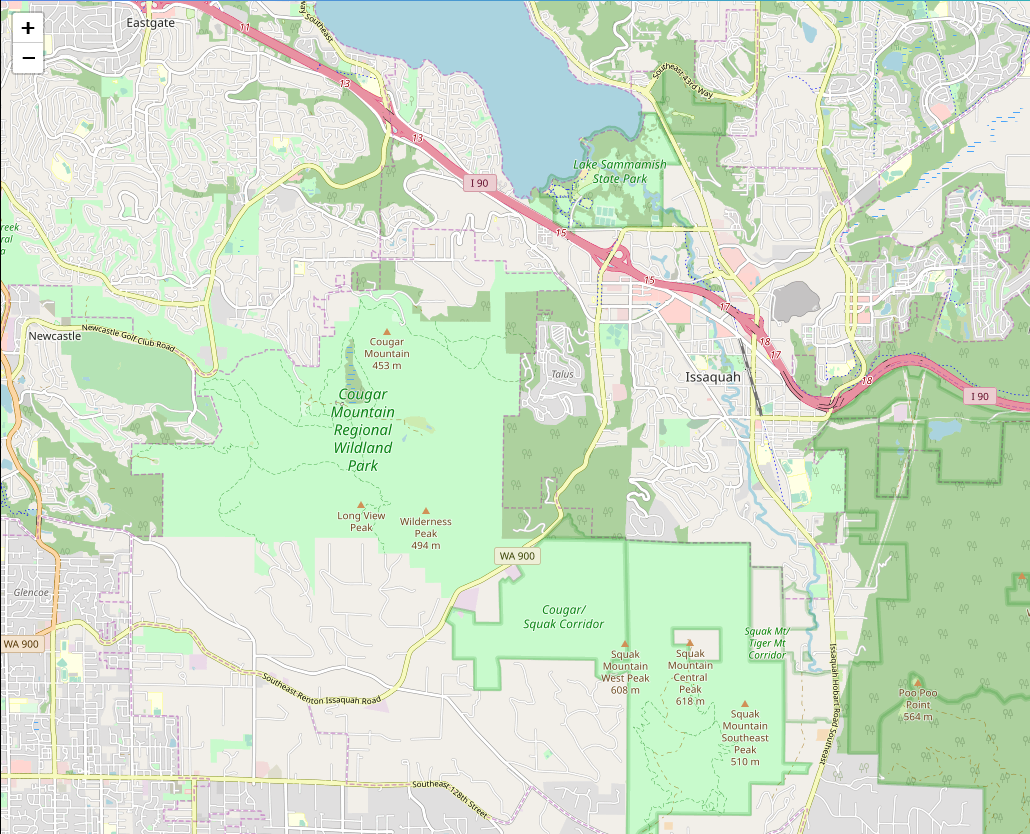 +
−
Eastgate
11
way
Southeast
13
13
Southeast 43rd Way
I 90
Lake Sammamish
State Park
15
15
17
18
17
18
I 90
reek
ral
a
Newcastle
Newcastle Golf Club Road
Cougar
Mountain
453 m
Talus
Issaquah
Cougar
Mountain
Regional
Wildland
Park
Long View
Peak
Wilderness
Peak
494 m
WA 900
Glencoe
Cougar/
Squak Corridor
Squak Mt/
Tiger Mt
Corridor
WA 900
Squak
Mountain
West Peak
608 m
Squak
Mountain
Central
Peak
618 m
Squak
Mountain
Southeast
Peak
510 m
Poo Poo
Point
564 m
Issaquah Hobart Road Southeast
Southeast Renton Issaquah Road
Southeast 128th Street